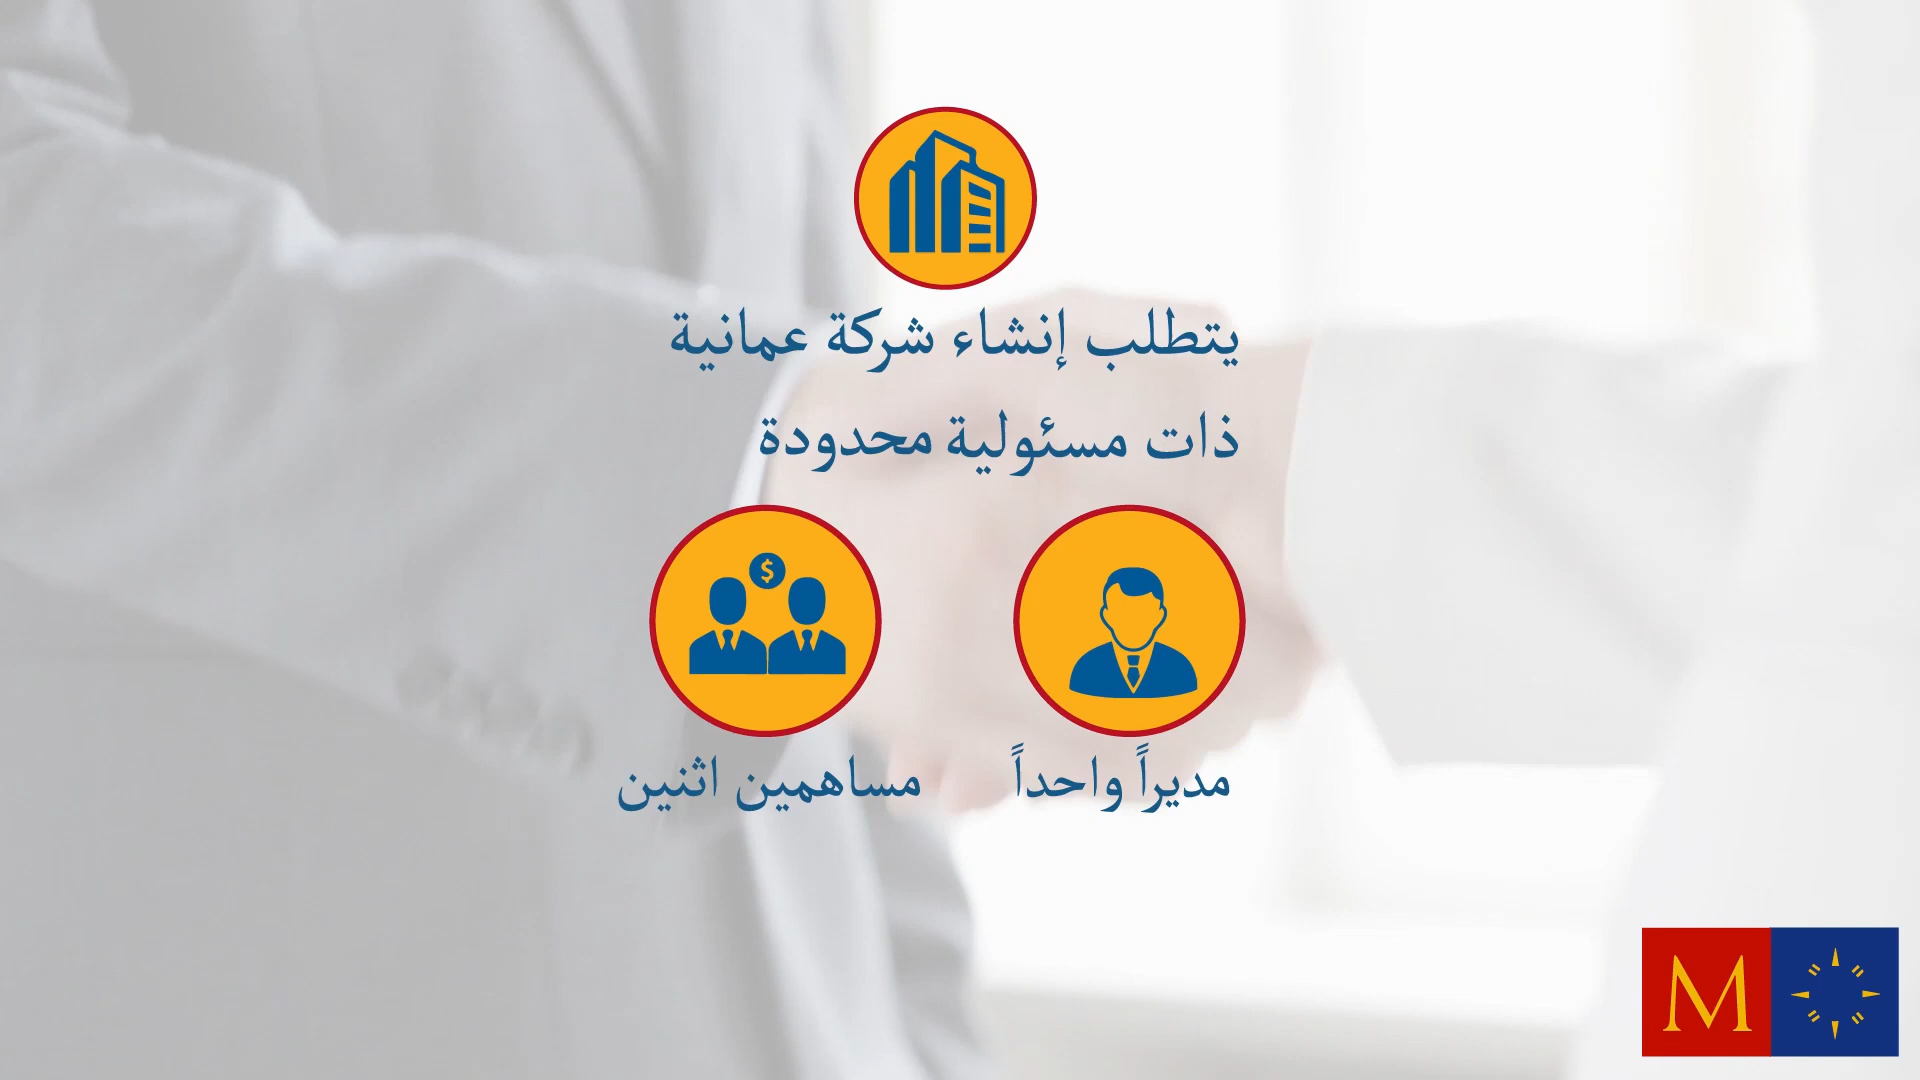 يتطلب إنشاء شركة عمانية
ذات مسئولية محدودة
مديراً واحداً
مساهمين اثنين
M